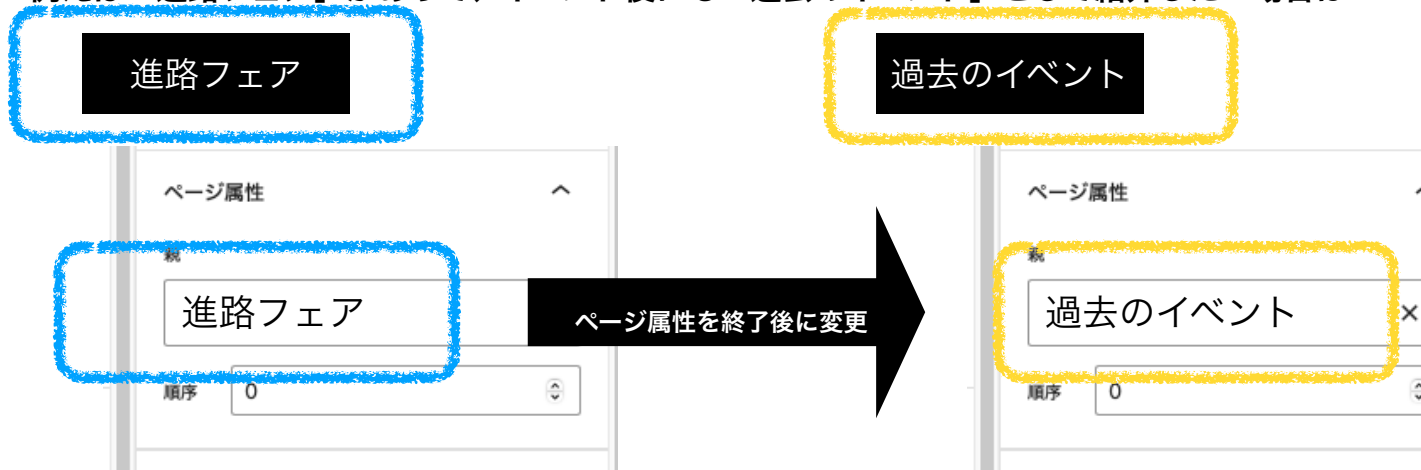 進路フェア
過去のイベント
ページ属性
ページ属性
親
親
進路フェア
ページ属性を終了後に変更
過去のイベント
×
順序 0
順序 0